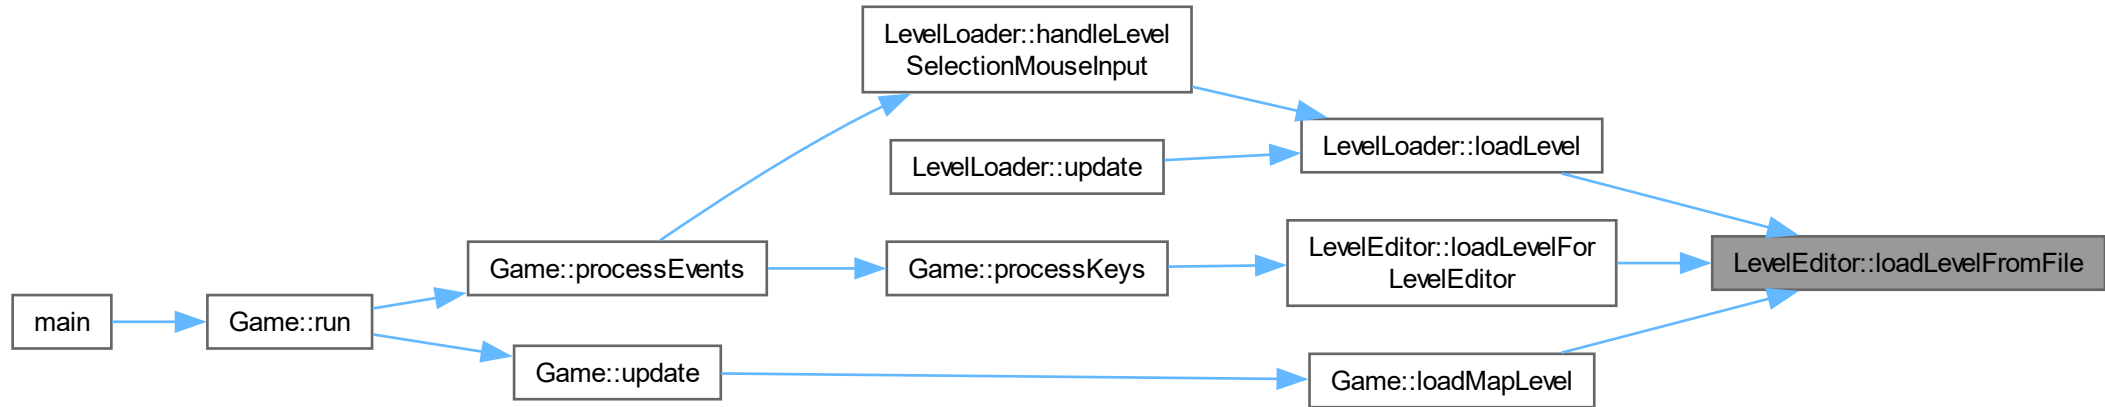 LevelLoader::handleLevel
SelectionMouseInput
LevelLoader::loadLevel
LevelLoader::update
LevelEditor::loadLevelFor
LevelEditor
LevelEditor::loadLevelFromFile
Game::processEvents
Game::processKeys
main
Game::run
Game::update
Game::loadMapLevel